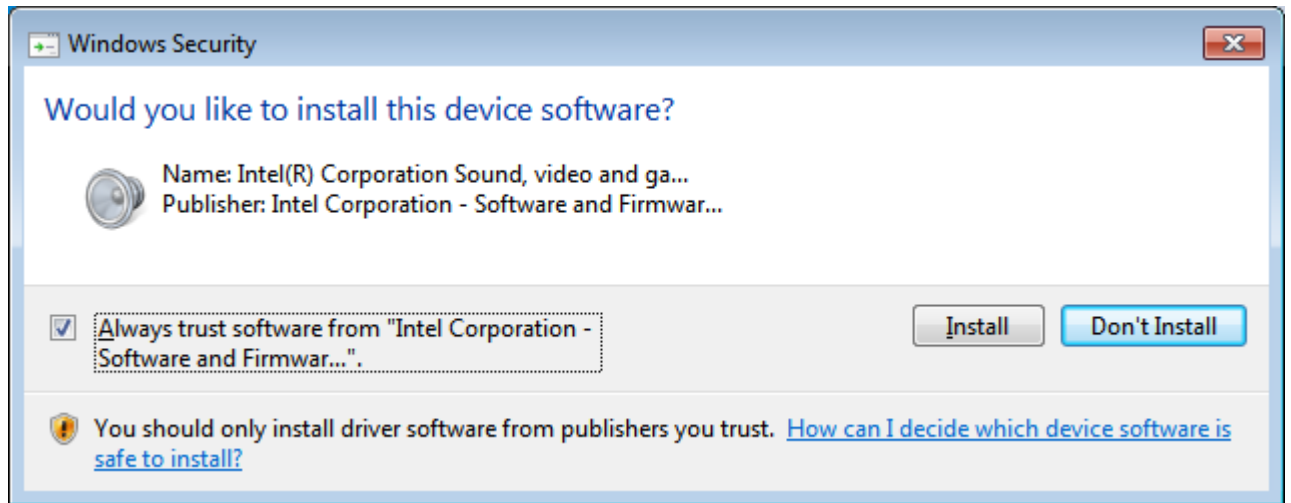 Windows Security
Would you like to install this device software?
Name: Intel(R) Corporation Sound, video and ga...
Publisher: Intel Corporation - Software and Firmwar...
Always trust software from "Intel Corporation -
Software and Firmwar...".
Install
Don't Install
You should only install driver software from publishers you trust. How can I decide which device software is
safe to install?